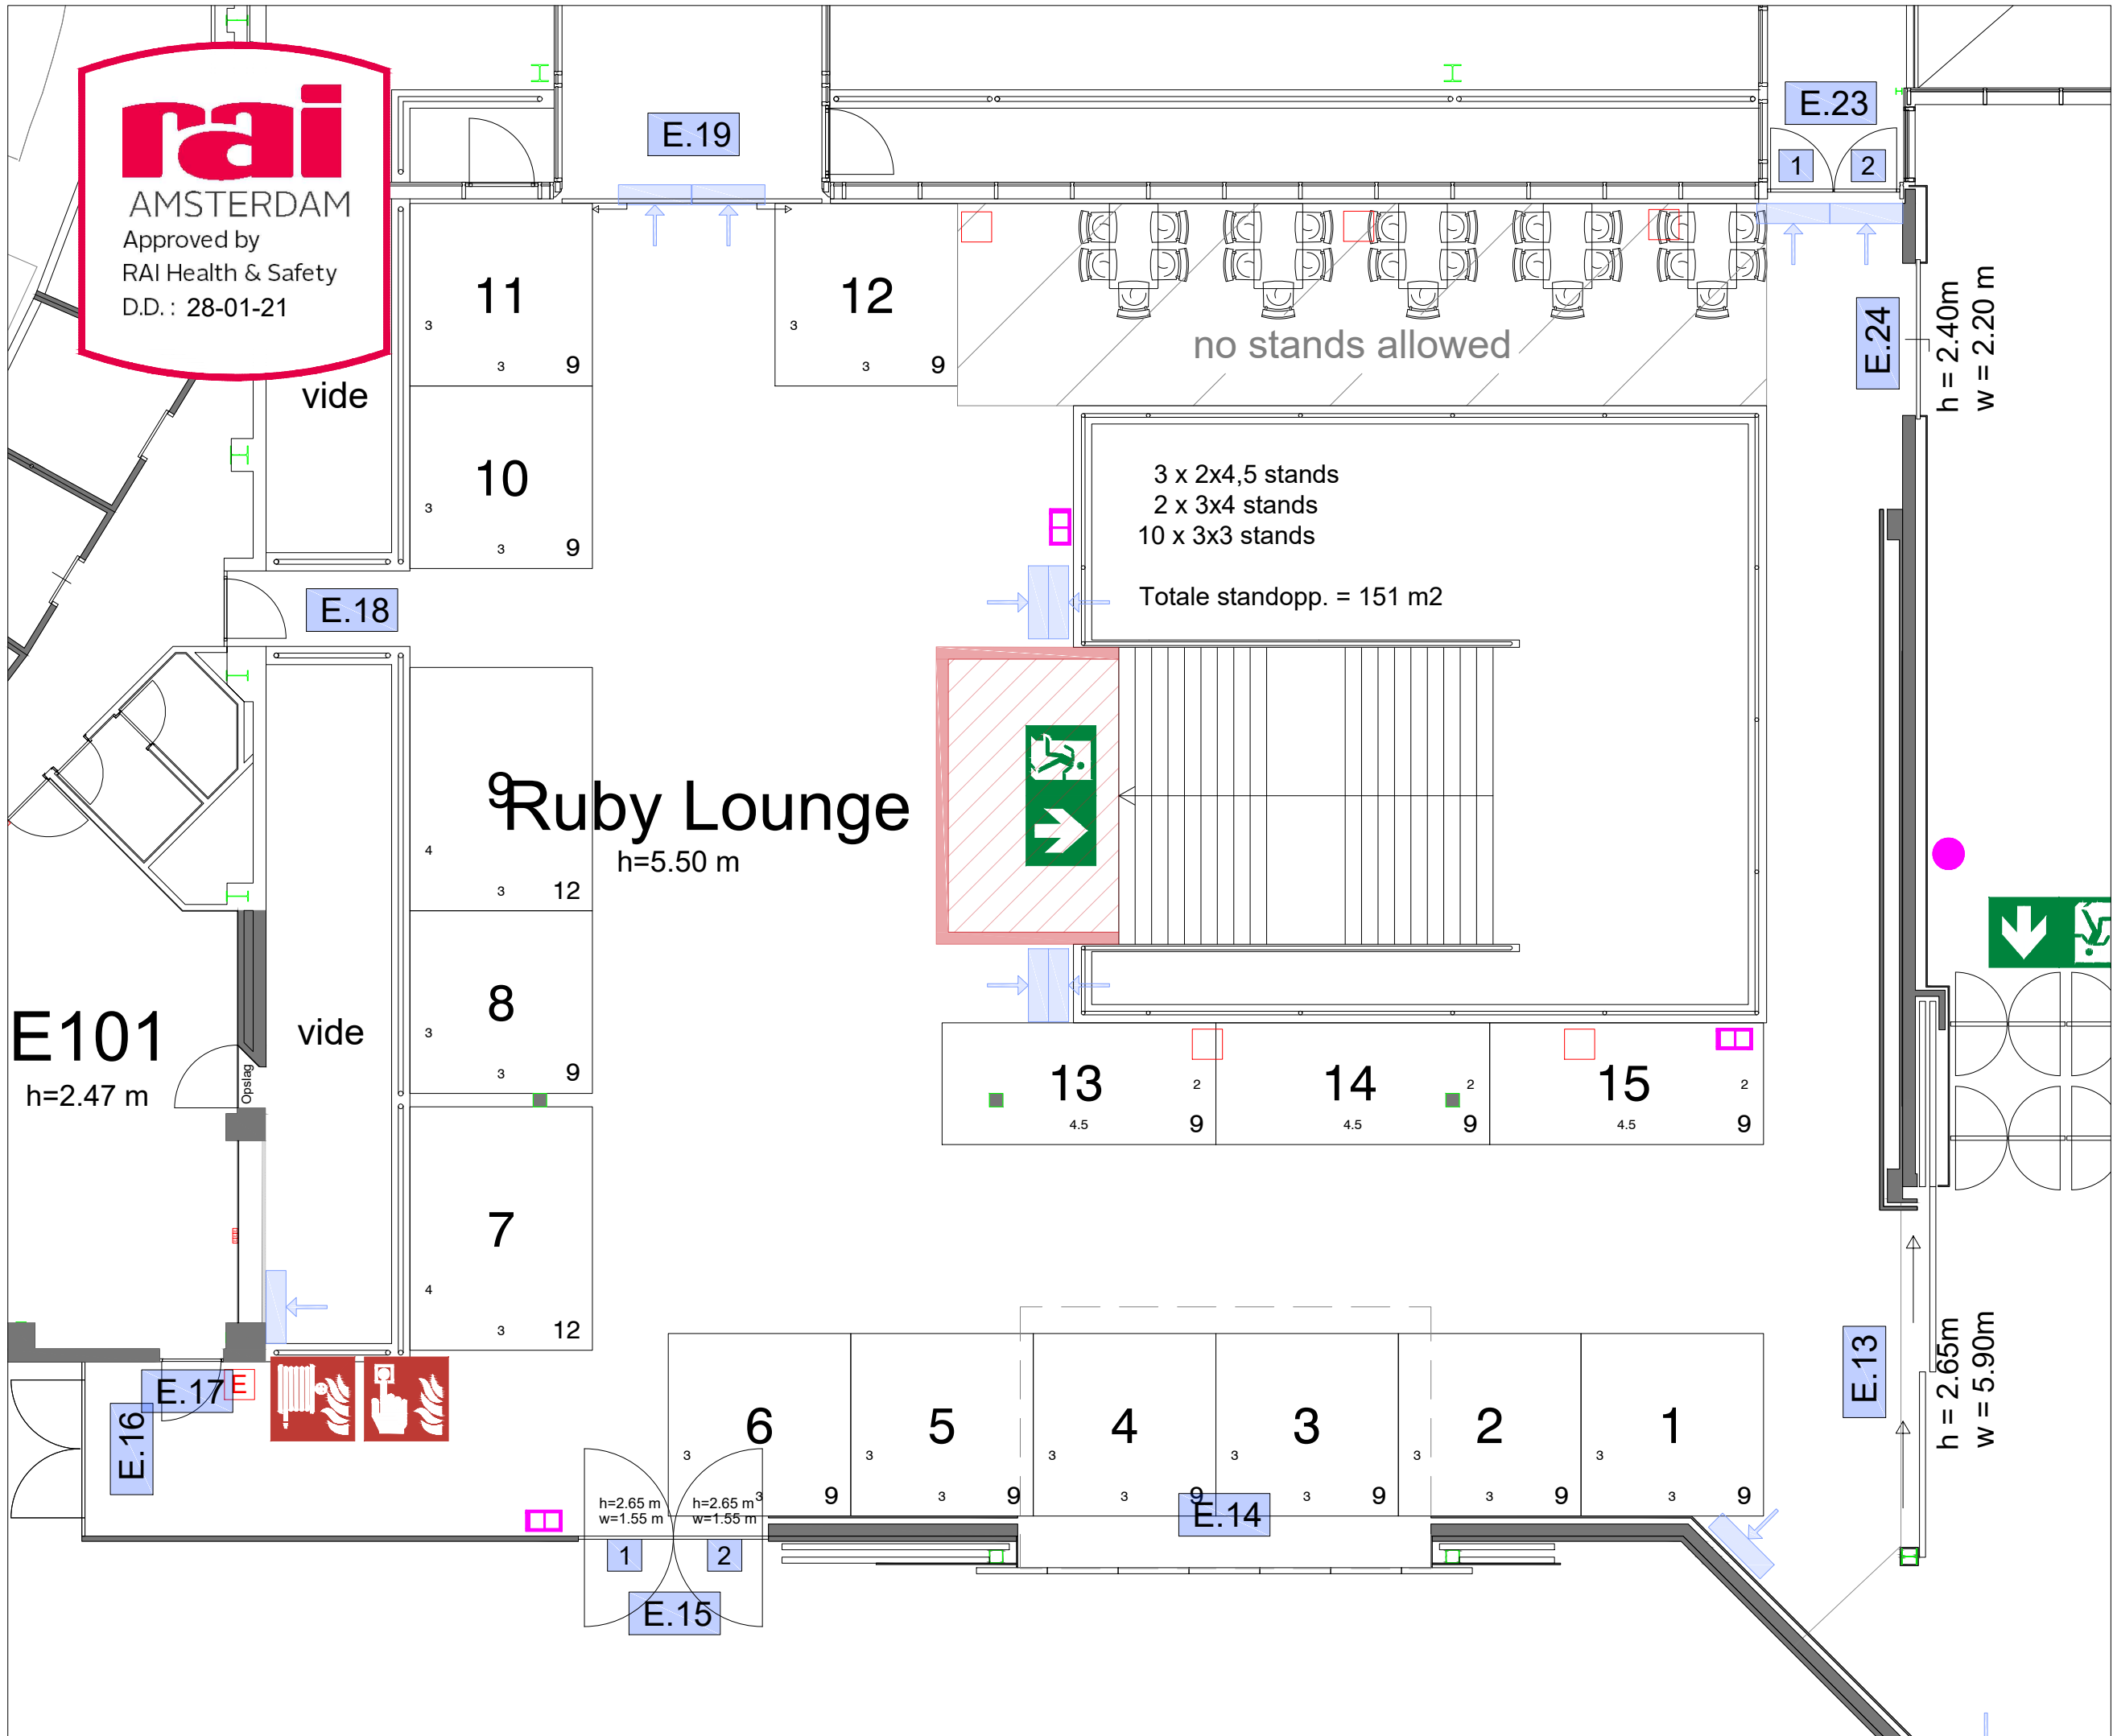 rai
AMSTERDAM
Approved by
RAI Health & Safety
D.D. : 28-01-21
E.19
E.23
1
2
11
3
3
9
12
3
3
9
no stands allowed
E.24
h = 2.40m
w = 2.20 m
vide
10
3
3
9
3 x 2x4,5 stands
2 x 3x4 stands
10 x 3x3 stands
Totale standopp. = 151 m2
E.18
9
4
3
12
Ruby Lounge
h=5.50 m
8
3
3
9
E101
h=2.47 m
Opslag
vide
13
2
4.5
9
14
2
4.5
9
15
2
4.5
9
7
4
3
12
E.13
h = 2.65m
w = 5.90m
E.17
E
E.16
6
3
3
9
5
3
3
9
4
3
3
9
3
3
3
9
2
3
3
9
1
3
3
9
E.14
h=2.65 m
w=1.55 m
h=2.65 m
w=1.55 m
1
2
E.15